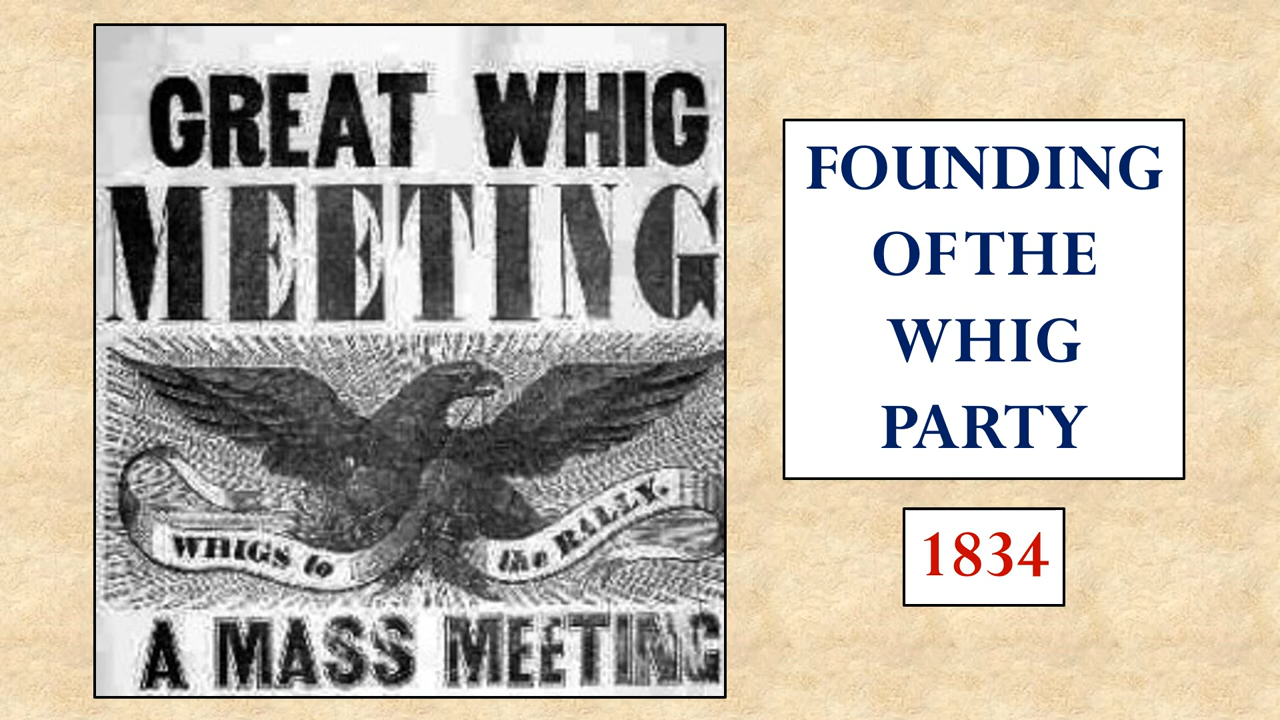 GREAT WHIG
MEETING
WHIGS to the RALLY.
A MASS MEETING
FOUNDING
OF THE
WHIG
PARTY
1834